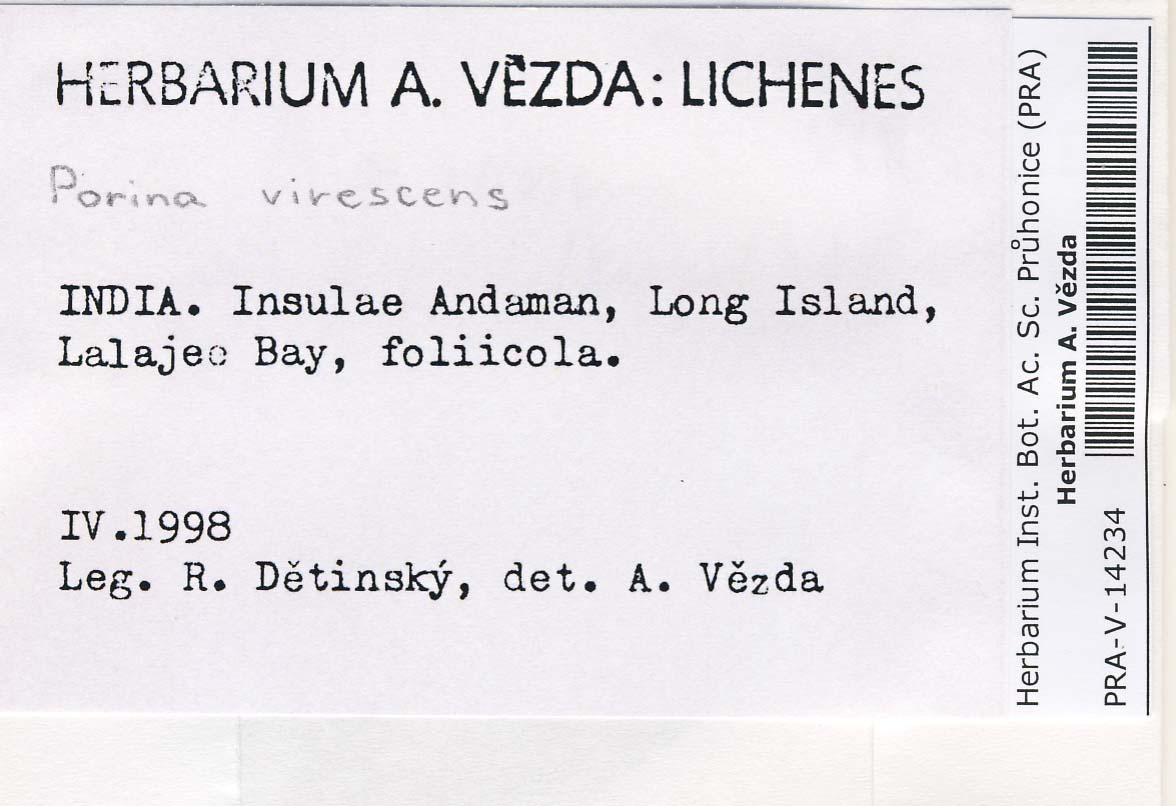 HERBARIUM A. VĚZDA: LICHENES
Porina virescens
INDIA. Insulae Andaman, Long Island,
Lalajee Bay, foliicola.
IV.1998
Leg. R. Dětinský, det. A. Vězda
Herbarium Inst. Bot. Ac. Sc. Průhonice (PRA)
Herbarium A. Vězda
PRA-V-14234